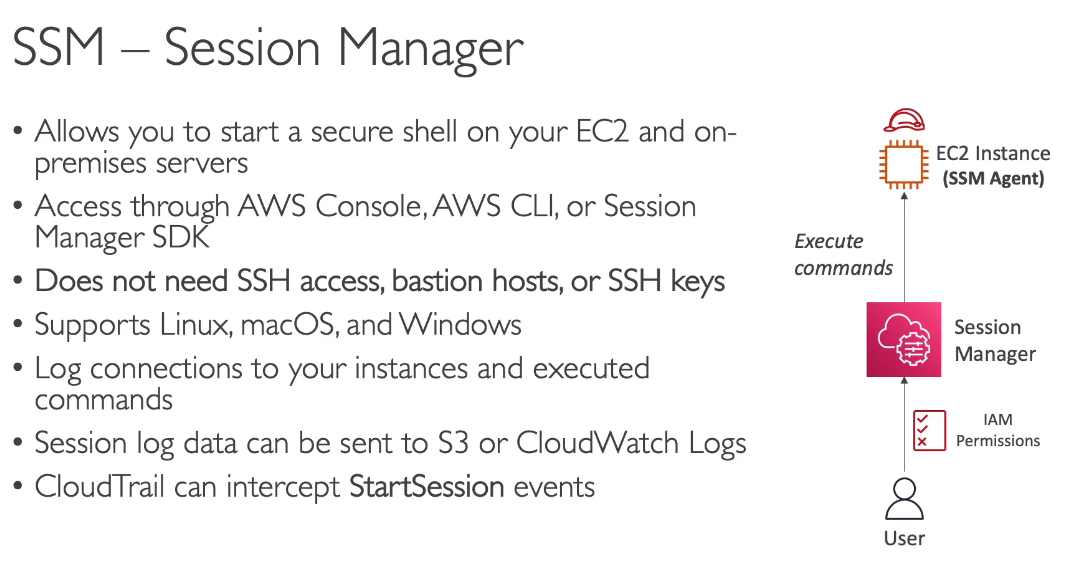 SSM – Session Manager
• Allows you to start a secure shell on your EC2 and on-
premises servers
• Access through AWS Console, AWS CLI, or Session
Manager SDK
• Does not need SSH access, bastion hosts, or SSH keys
• Supports Linux, macOS, and Windows
• Log connections to your instances and executed
commands
• Session log data can be sent to S3 or CloudWatch Logs
• CloudTrail can intercept StartSession events
EC2 Instance
(SSM Agent)
Execute
commands
Session
Manager
IAM
Permissions
User